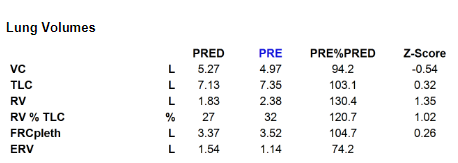 Lung Volumes
PRED PRE PRE%PRED Z-Score
VC L 5.27 4.97 94.2 -0.54
TLC L 7.13 7.35 103.1 0.32
RV L 1.83 2.38 130.4 1.35
RV % TLC % 27 32 120.7 1.02
FRCpleth L 3.37 3.52 104.7 0.26
ERV L 1.54 1.14 74.2